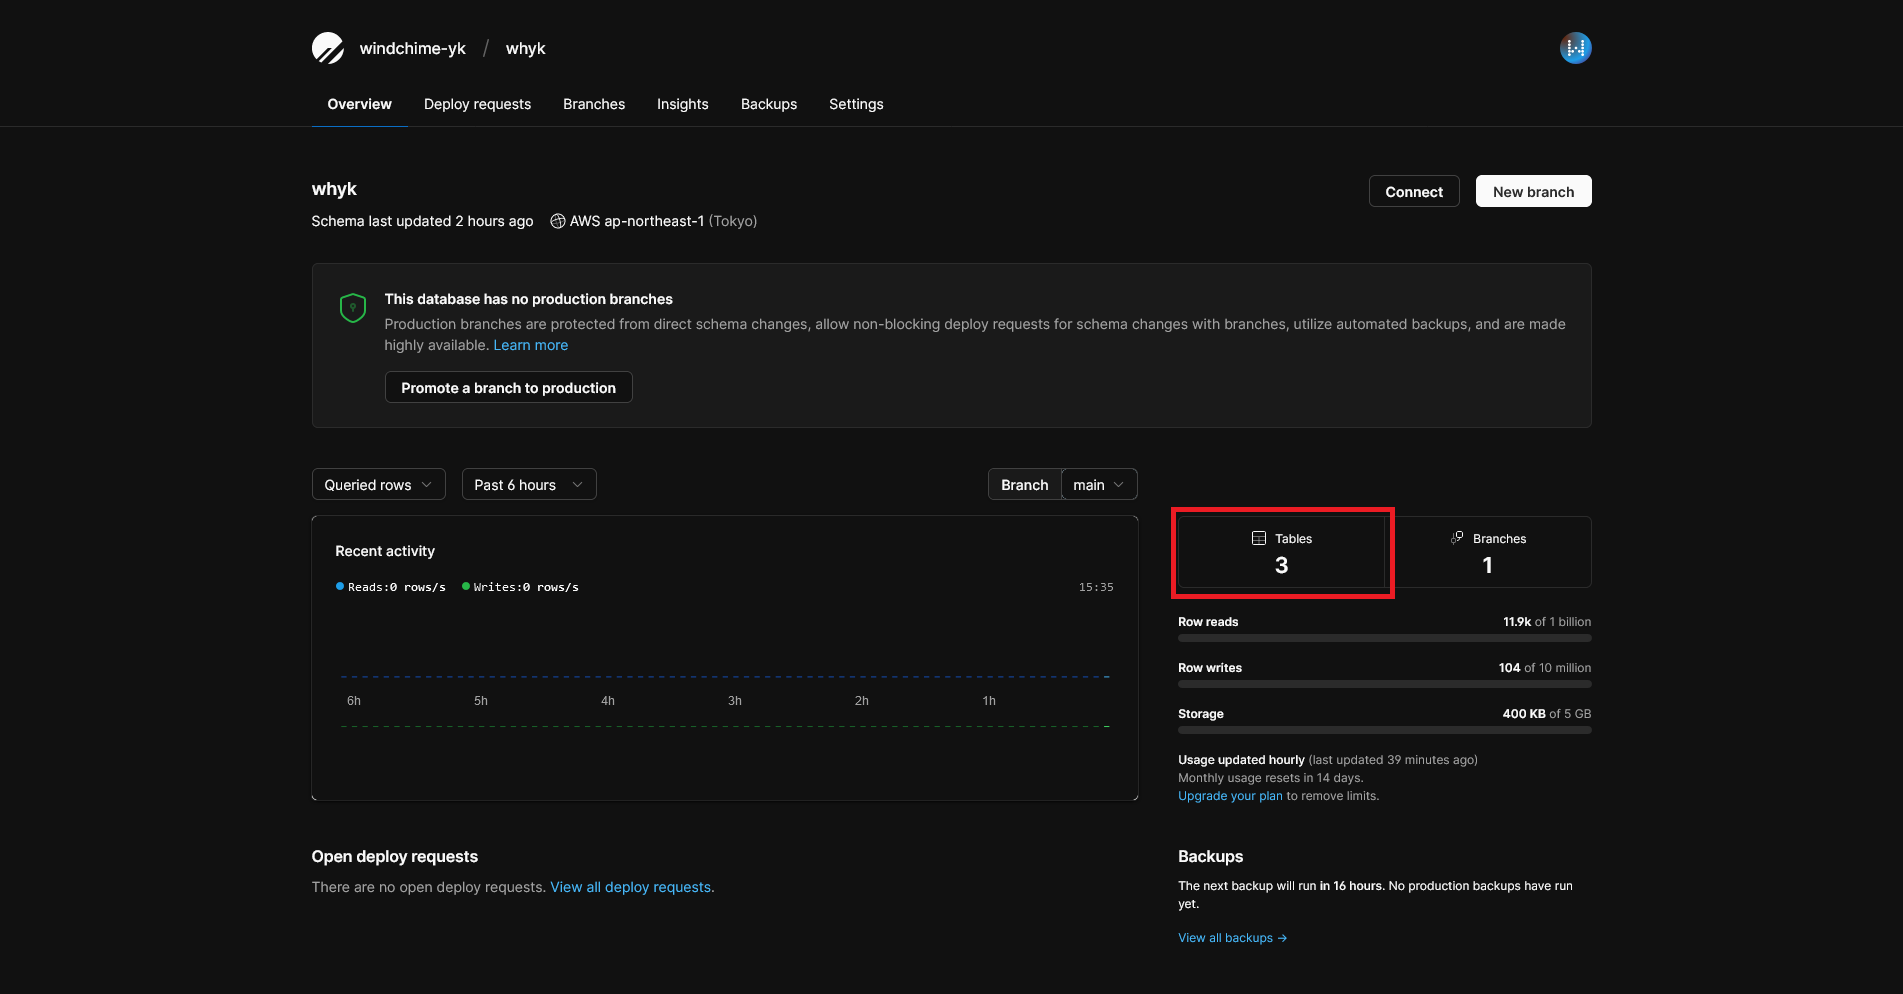 windchime-yk / whyk
Overview Deploy requests Branches Insights Backups Settings
whyk
Connect New branch
Schema last updated 2 hours ago AWS ap-northeast-1 (Tokyo)
This database has no production branches
Production branches are protected from direct schema changes, allow non-blocking deploy requests for schema changes with branches, utilize automated backups, and are made
highly available. Learn more
Promote a branch to production
Queried rows Past 6 hours Branch main
Recent activity
Reads:0 rows/s Writes:0 rows/s 15:35
6h 5h 4h 3h 2h 1h
Tables
3
Branches
1
Row reads 11.9k of 1 billion
Row writes 104 of 10 million
Storage 400 KB of 5 GB
Usage updated hourly (last updated 39 minutes ago)
Monthly usage resets in 14 days.
Upgrade your plan to remove limits.
Open deploy requests
There are no open deploy requests. View all deploy requests.
Backups
The next backup will run in 16 hours. No production backups have run
yet.
View all backups →